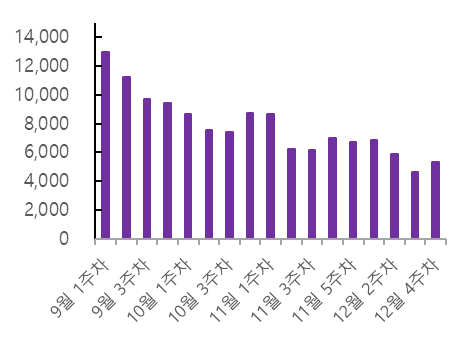 14,000
12,000
10,000
8,000
6,000
4,000
2,000
0
9월 1주차
9월 3주차
10월 1주차
10월 3주차
11월 1주차
11월 3주차
11월 5주차
12월 2주차
12월 4주차